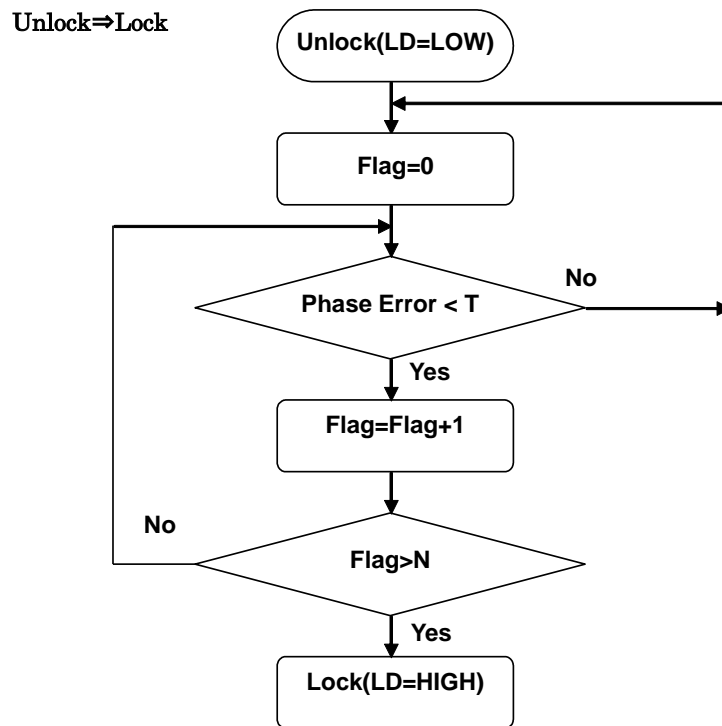 Unlock⇒Lock
Unlock(LD=LOW)
Flag=0
Phase Error < T
No
Yes
Flag=Flag+1
No
Flag>N
Yes
Lock(LD=HIGH)